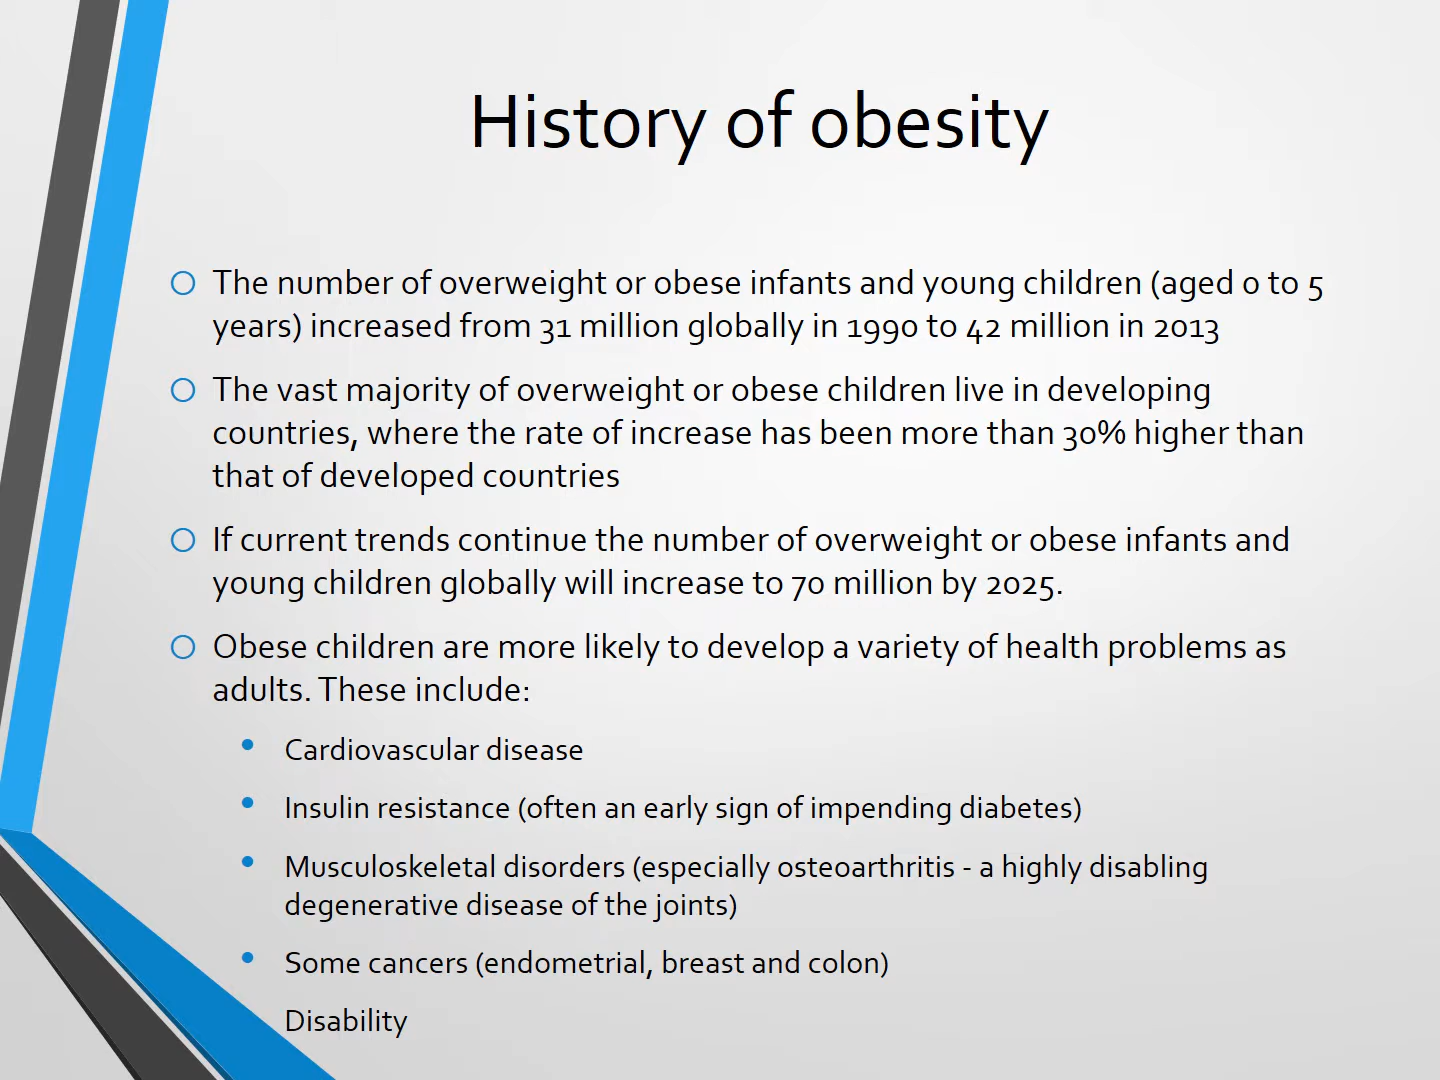 History of obesity
The number of overweight or obese infants and young children (aged 0 to 5
years) increased from 31 million globally in 1990 to 42 million in 2013
The vast majority of overweight or obese children live in developing
countries, where the rate of increase has been more than 30% higher than
that of developed countries
If current trends continue the number of overweight or obese infants and
young children globally will increase to 70 million by 2025.
Obese children are more likely to develop a variety of health problems as
adults. These include:
Cardiovascular disease
Insulin resistance (often an early sign of impending diabetes)
Musculoskeletal disorders (especially osteoarthritis - a highly disabling
degenerative disease of the joints)
Some cancers (endometrial, breast and colon)
Disability